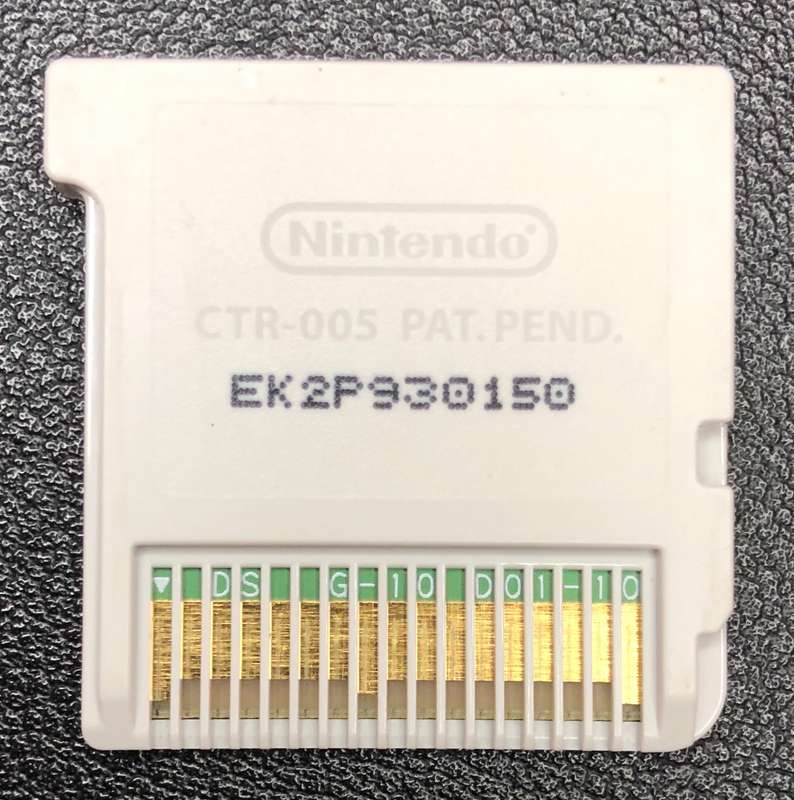 Nintendo®
CTR-005 PAT. PEND.
EK2P930150
DS G-10 D01-10